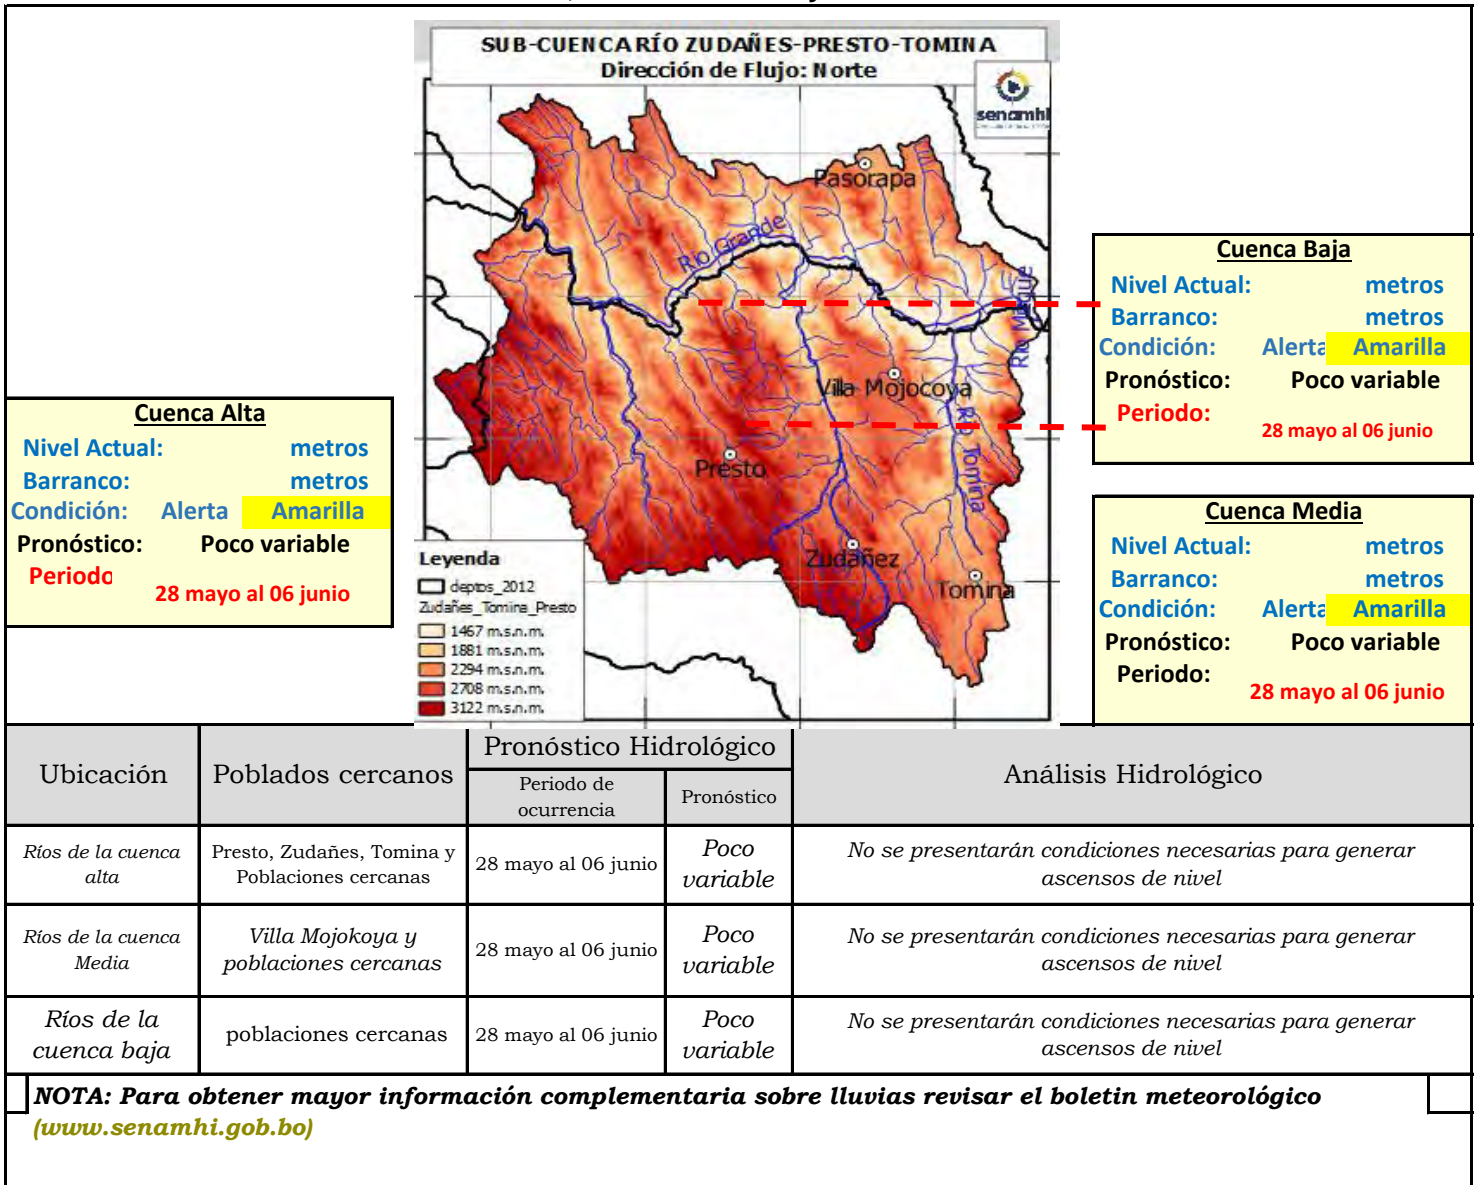 SUB-CUENCA RÍO ZUDAÑES-PRESTO-TOMINA
Dirección de Flujo: Norte
senamhi
Pasorapa
Río Grande
Río Mizque
Villa Mojocoya
Río Tomina
Presto
Zudañez
Tomina
Leyenda
deptos_2012
Zudañes_Tomina_Presto
1467 m.s.n.m.
1881 m.s.n.m.
2294 m.s.n.m.
2708 m.s.n.m.
3122 m.s.n.m.
Cuenca Alta
Nivel Actual: metros
Barranco: metros
Condición: Alerta Amarilla
Pronóstico: Poco variable
Periodo
28 mayo al 06 junio
Cuenca Baja
Nivel Actual: metros
Barranco: metros
Condición: Alerta Amarilla
Pronóstico: Poco variable
Periodo:
28 mayo al 06 junio
Cuenca Media
Nivel Actual: metros
Barranco: metros
Condición: Alerta Amarilla
Pronóstico: Poco variable
Periodo:
28 mayo al 06 junio
Ubicación Poblados cercanos Pronóstico Hidrológico Análisis Hidrológico
Periodo de ocurrencia Pronóstico
Ríos de la cuenca alta Presto, Zudañes, Tomina y Poblaciones cercanas 28 mayo al 06 junio Poco variable No se presentarán condiciones necesarias para generar ascensos de nivel
Ríos de la cuenca Media Villa Mojokoya y poblaciones cercanas 28 mayo al 06 junio Poco variable No se presentarán condiciones necesarias para generar ascensos de nivel
Ríos de la cuenca baja poblaciones cercanas 28 mayo al 06 junio Poco variable No se presentarán condiciones necesarias para generar ascensos de nivel
NOTA: Para obtener mayor información complementaria sobre lluvias revisar el boletin meteorológico
(www.senamhi.gob.bo)